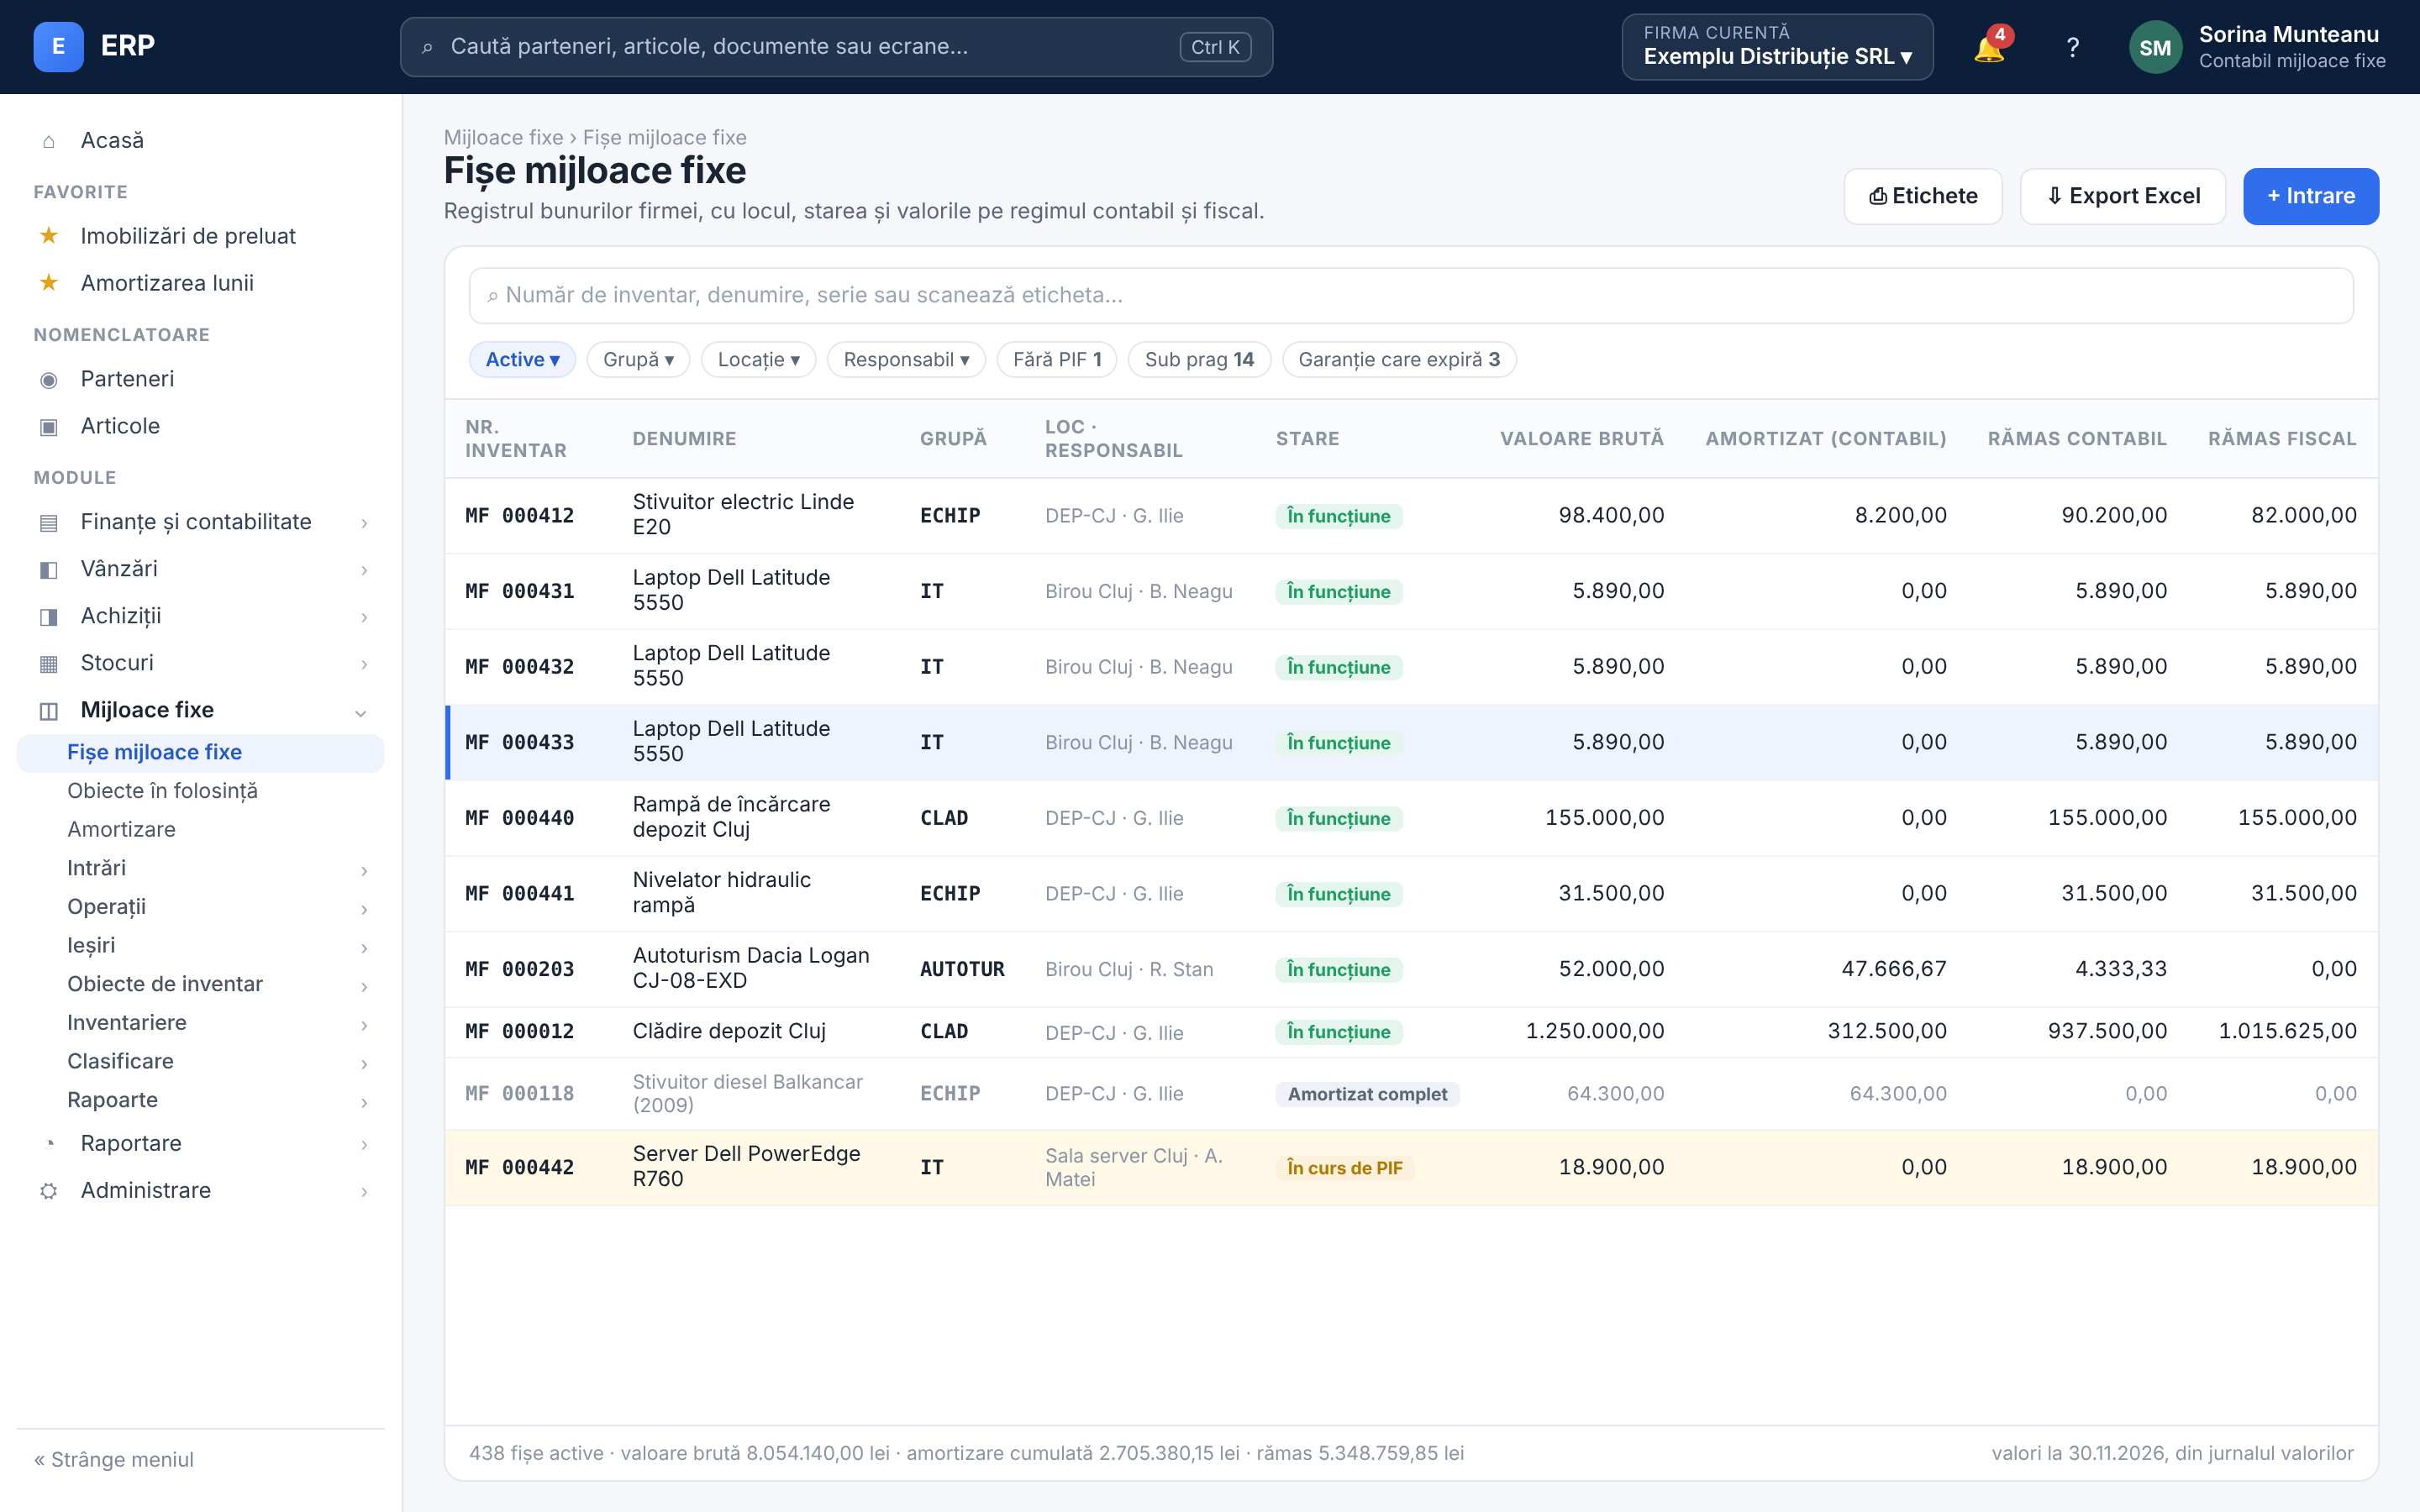 E ERP
Caută parteneri, articole, documente sau ecrane... Ctrl K
FIRMA CURENTĂ
Exemplu Distribuție SRL ▾
4
?
SM
Sorina Munteanu
Contabil mijloace fixe
Acasă
FAVORITE
★ Imobilizări de preluat
★ Amortizarea lunii
NOMENCLATOARE
Parteneri
Articole
MODULE
Finanțe și contabilitate ›
Vânzări ›
Achiziții ›
Stocuri ›
Mijloace fixe
Fișe mijloace fixe
Obiecte în folosință
Amortizare
Intrări ›
Operații ›
Ieșiri ›
Obiecte de inventar ›
Inventariere ›
Clasificare ›
Rapoarte ›
Raportare ›
Administrare ›
« Strânge meniul
Mijloace fixe › Fișe mijloace fixe
Fișe mijloace fixe
Registrul bunurilor firmei, cu locul, starea și valorile pe regimul contabil și fiscal.
⎙ Etichete
⇩ Export Excel
+ Intrare
Număr de inventar, denumire, serie sau scanează eticheta...
Active ▾ Grupă ▾ Locație ▾ Responsabil ▾ Fără PIF 1 Sub prag 14 Garanție care expiră 3
NR. INVENTAR DENUMIRE GRUPĂ LOC · RESPONSABIL STARE VALOARE BRUTĂ AMORTIZAT (CONTABIL) RĂMAS CONTABIL RĂMAS FISCAL
MF 000412 Stivuitor electric Linde E20 ECHIP DEP-CJ · G. Ilie În funcțiune 98.400,00 8.200,00 90.200,00 82.000,00
MF 000431 Laptop Dell Latitude 5550 IT Birou Cluj · B. Neagu În funcțiune 5.890,00 0,00 5.890,00 5.890,00
MF 000432 Laptop Dell Latitude 5550 IT Birou Cluj · B. Neagu În funcțiune 5.890,00 0,00 5.890,00 5.890,00
MF 000433 Laptop Dell Latitude 5550 IT Birou Cluj · B. Neagu În funcțiune 5.890,00 0,00 5.890,00 5.890,00
MF 000440 Rampă de încărcare depozit Cluj CLAD DEP-CJ · G. Ilie În funcțiune 155.000,00 0,00 155.000,00 155.000,00
MF 000441 Nivelator hidraulic rampă ECHIP DEP-CJ · G. Ilie În funcțiune 31.500,00 0,00 31.500,00 31.500,00
MF 000203 Autoturism Dacia Logan CJ-08-EXD AUTOTUR Birou Cluj · R. Stan În funcțiune 52.000,00 47.666,67 4.333,33 0,00
MF 000012 Clădire depozit Cluj CLAD DEP-CJ · G. Ilie În funcțiune 1.250.000,00 312.500,00 937.500,00 1.015.625,00
MF 000118 Stivuitor diesel Balkancar (2009) ECHIP DEP-CJ · G. Ilie Amortizat complet 64.300,00 64.300,00 0,00 0,00
MF 000442 Server Dell PowerEdge R760 IT Sala server Cluj · A. Matei În curs de PIF 18.900,00 0,00 18.900,00 18.900,00
438 fișe active · valoare brută 8.054.140,00 lei · amortizare cumulată 2.705.380,15 lei · rămas 5.348.759,85 lei
valori la 30.11.2026, din jurnalul valorilor